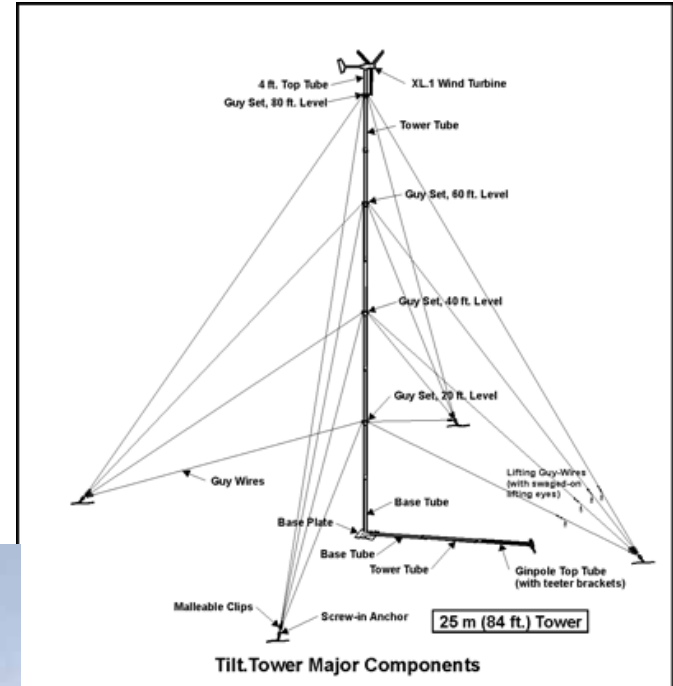 4 ft. Top Tube
XL.1 Wind Turbine
Guy Set, 80 ft. Level
Tower Tube
Guy Set, 60 ft. Level
Guy Set, 40 ft. Level
Guy Set, 20 ft. Level
Lifting Guy-Wires
(with swaged-on
lifting eyes)
Guy Wires
Base Tube
Base Plate
Base Tube
Tower Tube
Ginpole Top Tube
(with teeter brackets)
Malleable Clips
Screw-in Anchor
25 m (84 ft.) Tower
Tilt.Tower Major Components